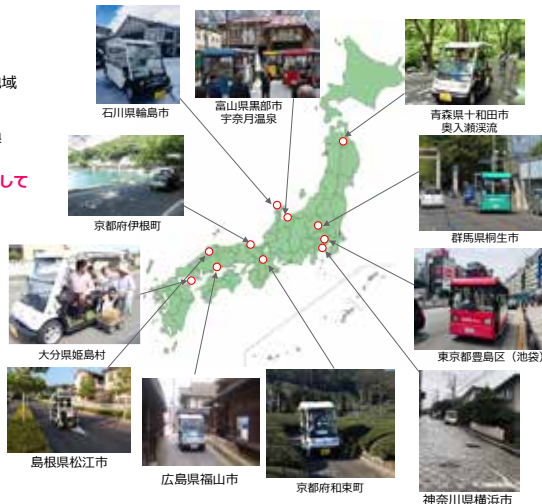 域
して
石川県輪島市
富山県黒部市
宇奈月温泉
青森県十和田市
奥入瀬渓流
京都府伊根町
群馬県桐生市
大分県姫島村
東京都豊島区（池袋）
島根県松江市
広島県福山市
京都府和束町
神奈川県横浜市